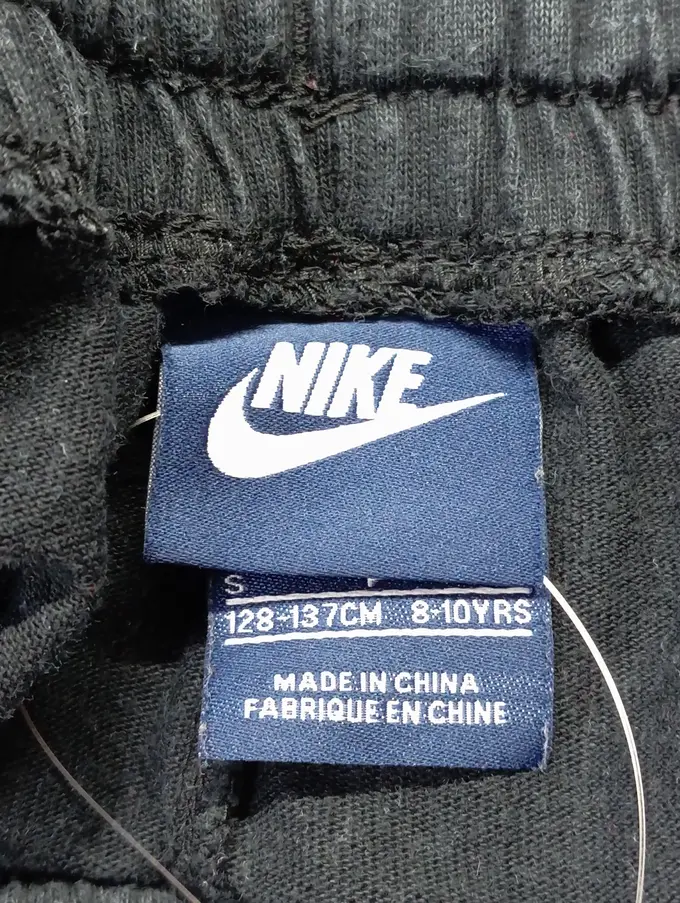 NIKE
S
128-137CM 8-10YRS
MADE IN CHINA
FABRIQUE EN CHINE